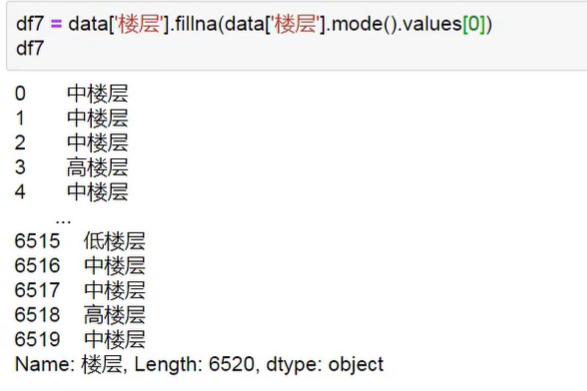 df7 = data['楼层'].fillna(data['楼层'].mode().values[0])
df7
0 中楼层
1 中楼层
2 中楼层
3 高楼层
4 中楼层
...
6515 低楼层
6516 中楼层
6517 中楼层
6518 高楼层
6519 中楼层
Name: 楼层, Length: 6520, dtype: object